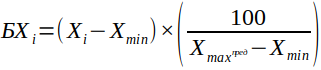 БХ_i = (X_i − X_min) × (100 / (X_max^пред − X_min))